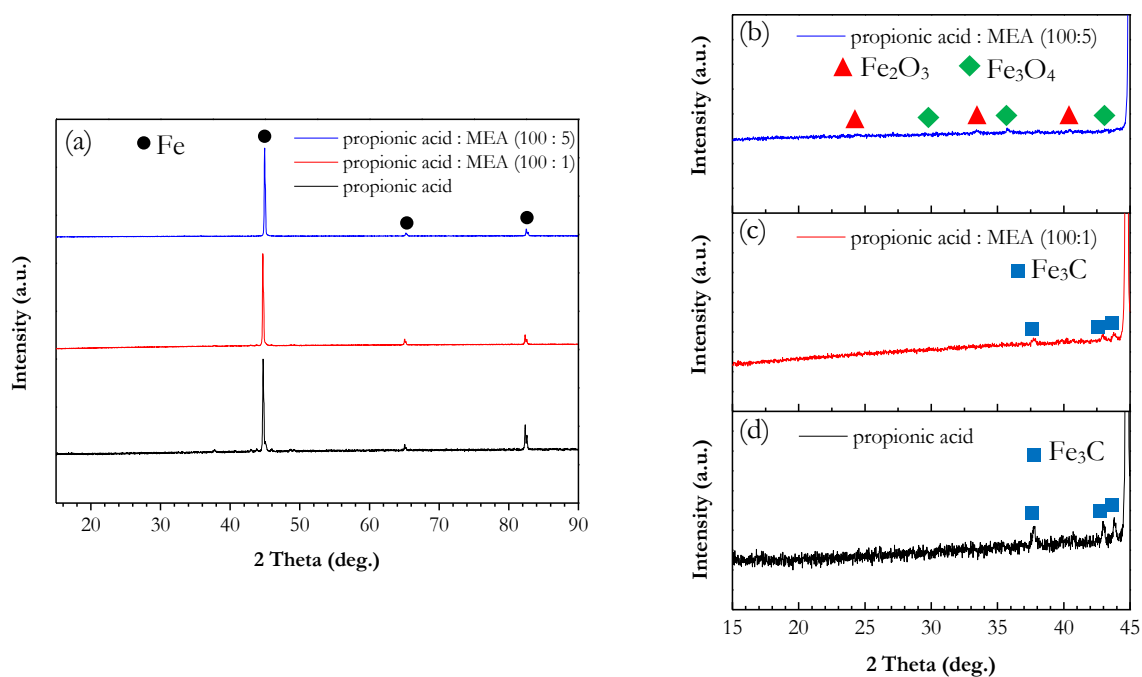 (a)
Fe
propionic acid : MEA (100 : 5)
propionic acid : MEA (100 : 1)
propionic acid
Intensity (a.u.)
20 30 40 50 60 70 80 90
2 Theta (deg.)
(b)
propionic acid : MEA (100:5)
Fe₂O₃ Fe₃O₄
Intensity (a.u.)
(c)
propionic acid : MEA (100:1)
Fe₃C
Intensity (a.u.)
(d)
propionic acid
Fe₃C
Intensity (a.u.)
15 20 25 30 35 40 45
2 Theta (deg.)